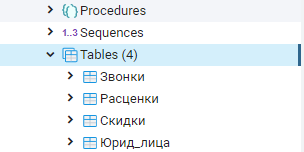 Procedures
1..3 Sequences
Tables (4)
Звонки
Расценки
Скидки
Юрид_лица